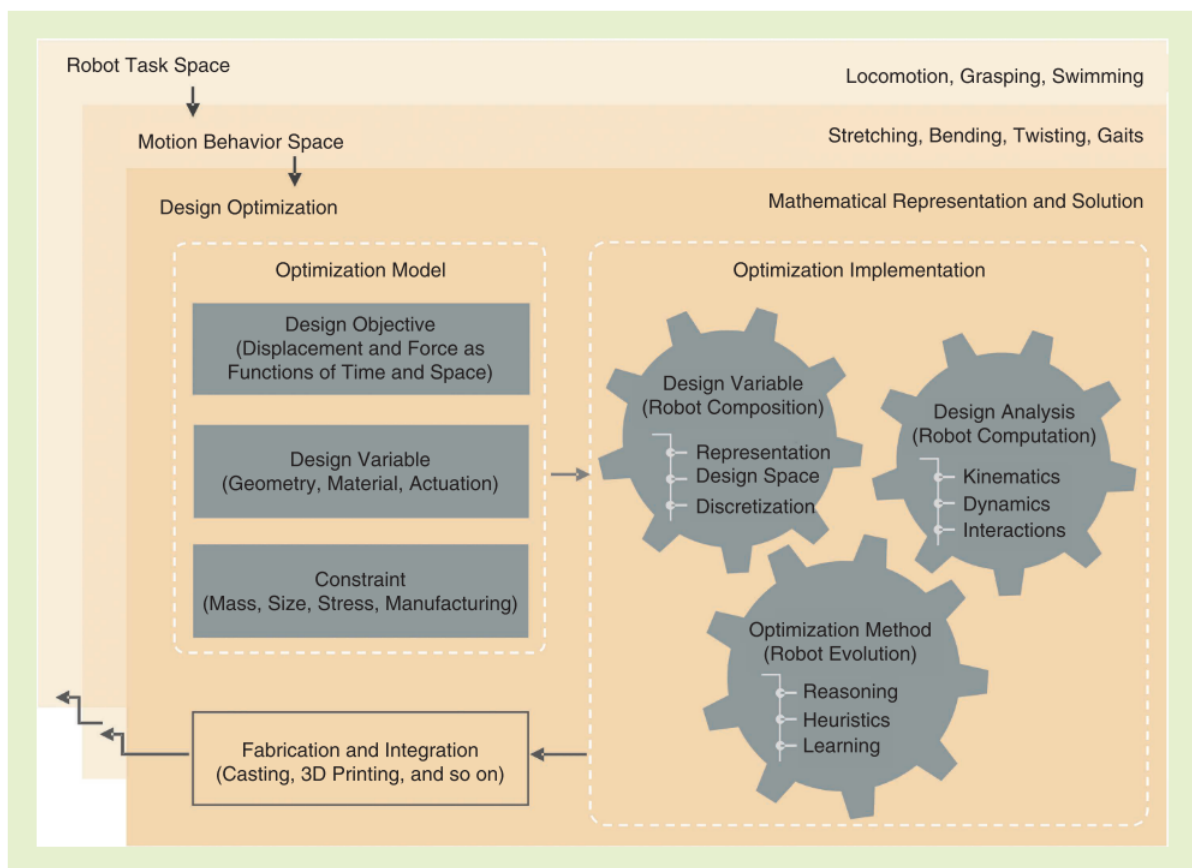 Robot Task Space
Locomotion, Grasping, Swimming
Motion Behavior Space
Stretching, Bending, Twisting, Gaits
Design Optimization
Mathematical Representation and Solution
Optimization Model
Design Objective
(Displacement and Force as
Functions of Time and Space)
Design Variable
(Geometry, Material, Actuation)
Constraint
(Mass, Size, Stress, Manufacturing)
Optimization Implementation
Design Variable
(Robot Composition)
Representation
Design Space
Discretization
Design Analysis
(Robot Computation)
Kinematics
Dynamics
Interactions
Optimization Method
(Robot Evolution)
Reasoning
Heuristics
Learning
Fabrication and Integration
(Casting, 3D Printing, and so on)